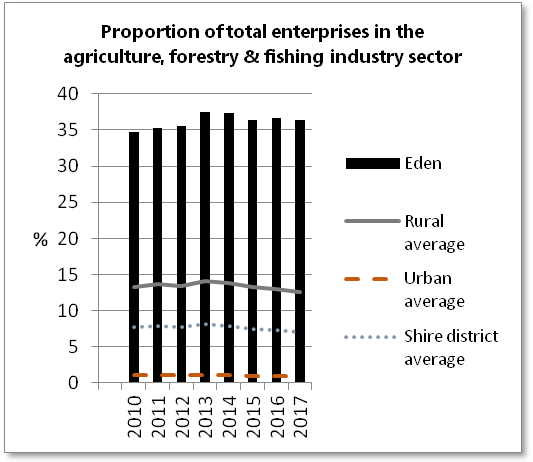 Proportion of total enterprises in the
agriculture, forestry & fishing industry sector
40
35
30
25
20
15
10
5
0
%
2010
2011
2012
2013
2014
2015
2016
2017
Eden
Rural
average
Urban
average
Shire district
average